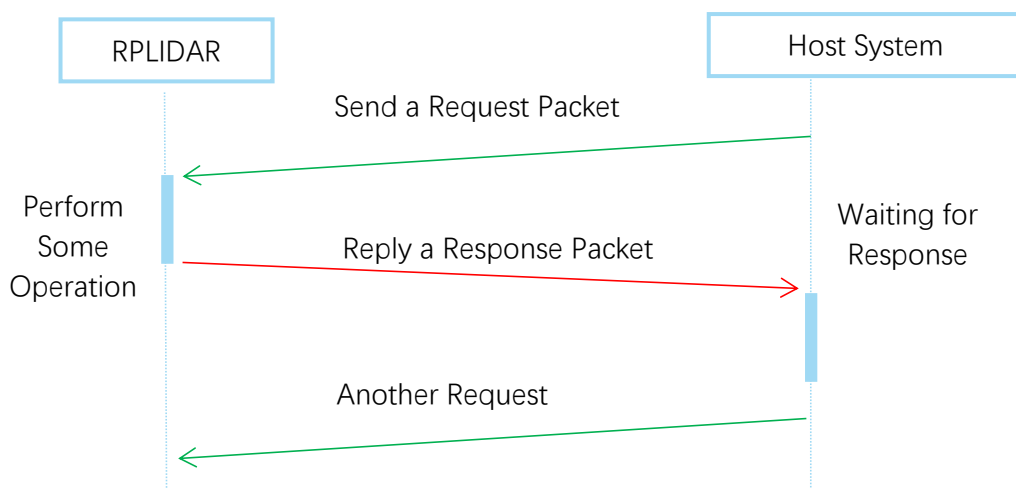 RPLIDAR
Host System
Send a Request Packet
Perform
Some
Operation
Waiting for
Response
Reply a Response Packet
Another Request